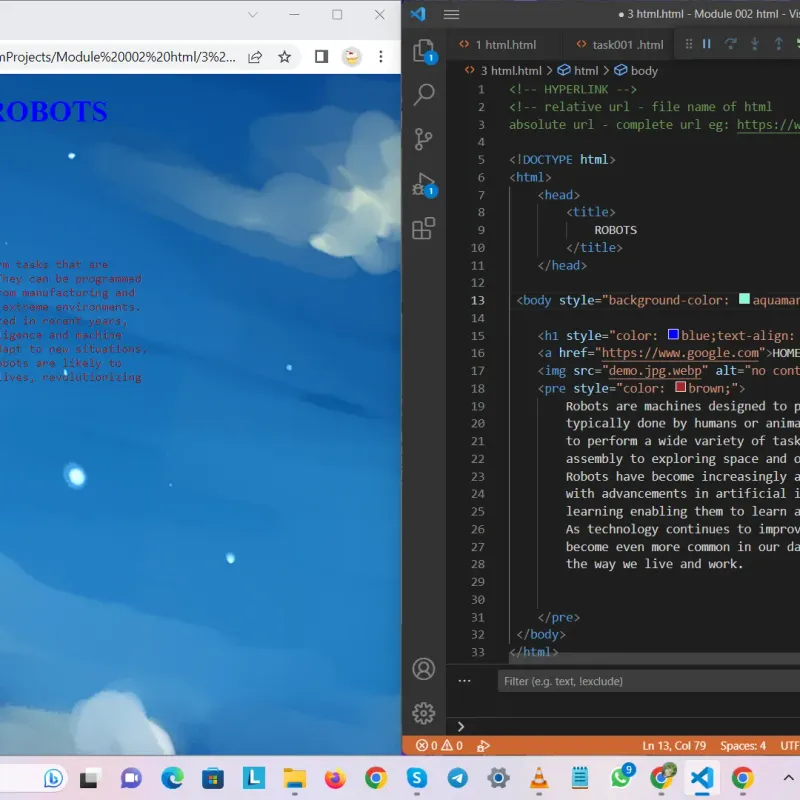 mProjects/Module%20002%20html/3%2...
ROBOTS
rm tasks that are
They can be programmed
rom manufacturing and
extreme environments.
ed in recent years,
ligence and machine
dapt to new situations.
obots are likely to
lives, revolutionizing
● 3 html.html - Module 002 html - Vis
1 html.html
task001 .html
3 html.html > html > body
1 <!-- HYPERLINK -->
2 <!-- relative url - file name of html
3 absolute url - complete url eg: https://w
4
5 <!DOCTYPE html>
6 <html>
7 <head>
8 <title>
9 ROBOTS
10 </title>
11 </head>
12
13 <body style="background-color: aquamar
14
15 <h1 style="color: blue;text-align:
16 <a href="https://www.google.com">HOME
17 <img src="demo.jpg.webp" alt="no cont
18 <pre style="color: brown;">
19 Robots are machines designed to p
20 typically done by humans or anima
21 to perform a wide variety of task
22 assembly to exploring space and o
23 Robots have become increasingly a
24 with advancements in artificial i
25 learning enabling them to learn a
26 As technology continues to improv
27 become even more common in our da
28 the way we live and work.
29
30
31 </pre>
32 </body>
33 </html>
1
1
... Filter (e.g. text, !exclude)
>
0 0 Ln 13, Col 79 Spaces: 4 UTF
L S 9